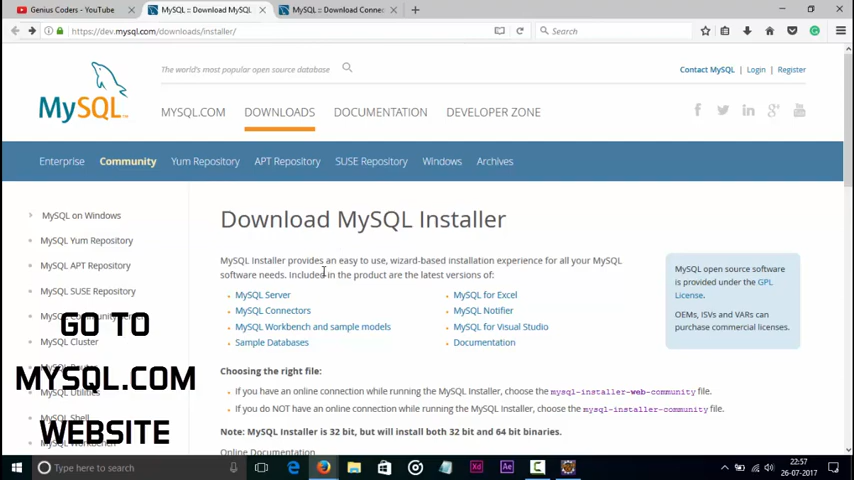 Genius Coders - YouTube
MySQL :: Download MySQL
MySQL :: Download Conne
https://dev.mysql.com/downloads/installer/
Search
MySQL
The world's most popular open source database
Contact MySQL | Login | Register
MYSQL.COM
DOWNLOADS
DOCUMENTATION
DEVELOPER ZONE
Enterprise
Community
Yum Repository
APT Repository
SUSE Repository
Windows
Archives
MySQL on Windows
MySQL Yum Repository
MySQL APT Repository
MySQL SUSE Repository
MySQL Cluster
MySQL Utilities
MySQL Shell
GO TO
MYSQL.COM
WEBSITE
Download MySQL Installer
MySQL Installer provides an easy to use, wizard-based installation experience for all your MySQL
software needs. Included in the product are the latest versions of:
MySQL Server
MySQL Connectors
MySQL Workbench and sample models
Sample Databases
MySQL for Excel
MySQL Notifier
MySQL for Visual Studio
Documentation
MySQL open source software
is provided under the GPL
License.
OEMs, ISVs and VARs can
purchase commercial licenses.
Choosing the right file:
If you have an online connection while running the MySQL Installer, choose the mysql-installer-web-community file.
If you do NOT have an online connection while running the MySQL Installer, choose the mysql-installer-community file.
Note: MySQL Installer is 32 bit, but will install both 32 bit and 64 bit binaries.
Online Documentation
Type here to search
Xd
Ae
22:57
26-07-2017